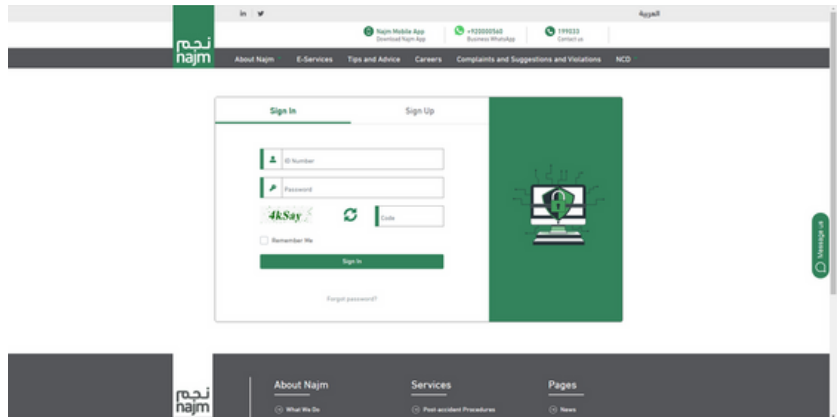 in
العربية
Najm Mobile App
Download Najm App
+920000560
Business WhatsApp
199033
Contact us
نجم
najm
About Najm E-Services Tips and Advice Careers Complaints and Suggestions and Violations NCD
Sign In Sign Up
ID Number
Password
4kSay
Code
Remember Me
Sign In
Forgot password?
Message us
نجم
najm
About Najm Services Pages
What We Do Post-accident Procedures News